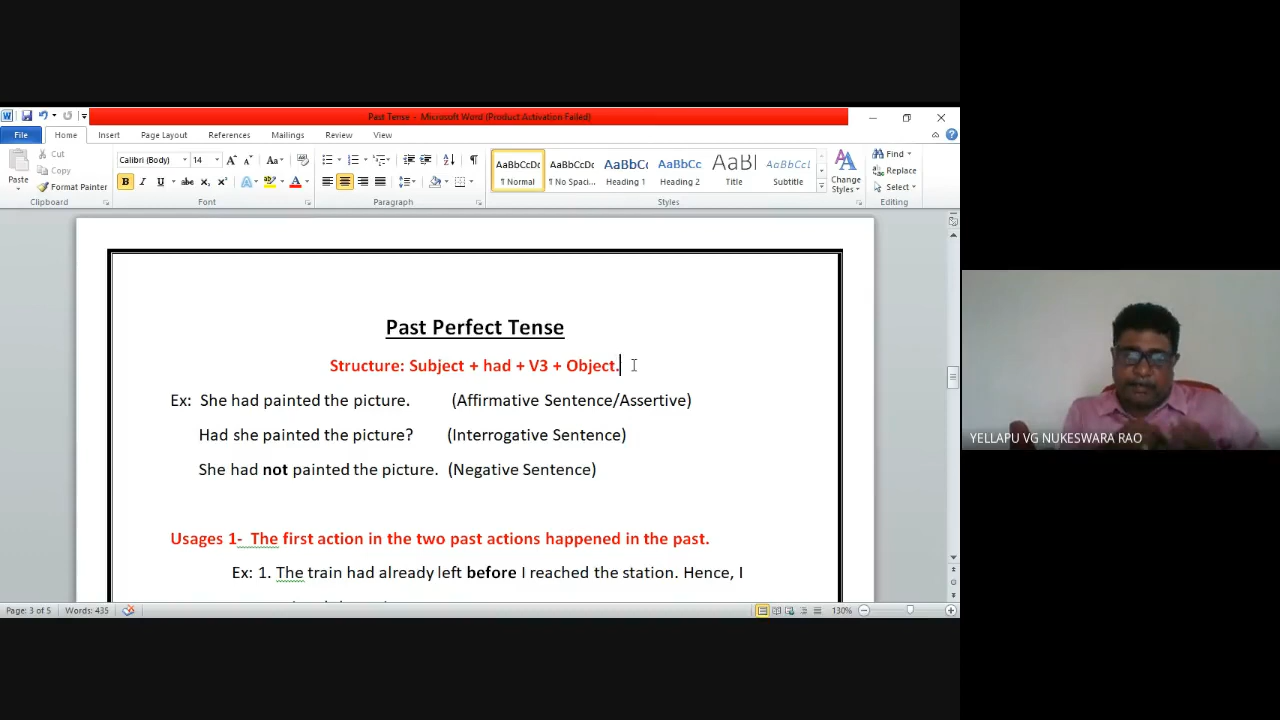 Past Tense - Microsoft Word (Product Activation Failed)
File Home Insert Page Layout References Mailings Review View
Paste
Cut
Copy
Format Painter
Calibri (Body) 14
AaBbCcDc AaBbCcDc AaBbCc AaBbCc AaBl AaBbCcI
¶ Normal ¶ No Spaci... Heading 1 Heading 2 Title Subtitle
Change Styles
Find
Replace
Select
Clipboard Font Paragraph Styles Editing
Past Perfect Tense
Structure: Subject + had + V3 + Object.
Ex: She had painted the picture. (Affirmative Sentence/Assertive)
Had she painted the picture? (Interrogative Sentence)
She had not painted the picture. (Negative Sentence)
Usages 1- The first action in the two past actions happened in the past.
Ex: 1. The train had already left before I reached the station. Hence, I
Page: 3 of 5 Words: 435 130%
YELLAPU VG NUKESWARA RAO